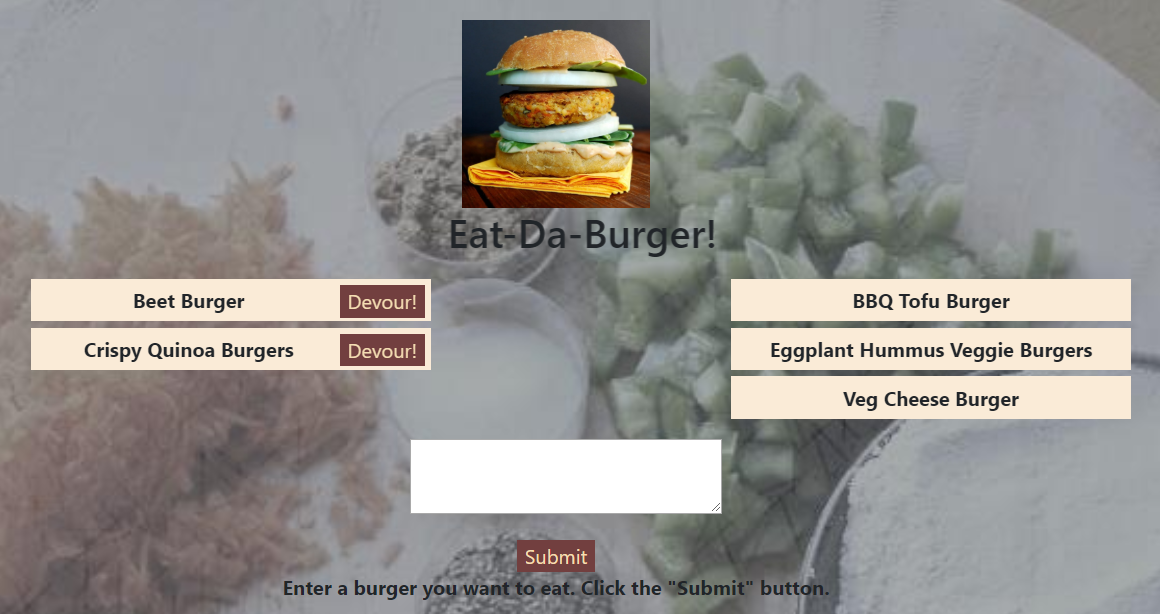 Eat-Da-Burger!
Beet Burger
Devour!
Crispy Quinoa Burgers
Devour!
BBQ Tofu Burger
Eggplant Hummus Veggie Burgers
Veg Cheese Burger
Submit
Enter a burger you want to eat. Click the "Submit" button.